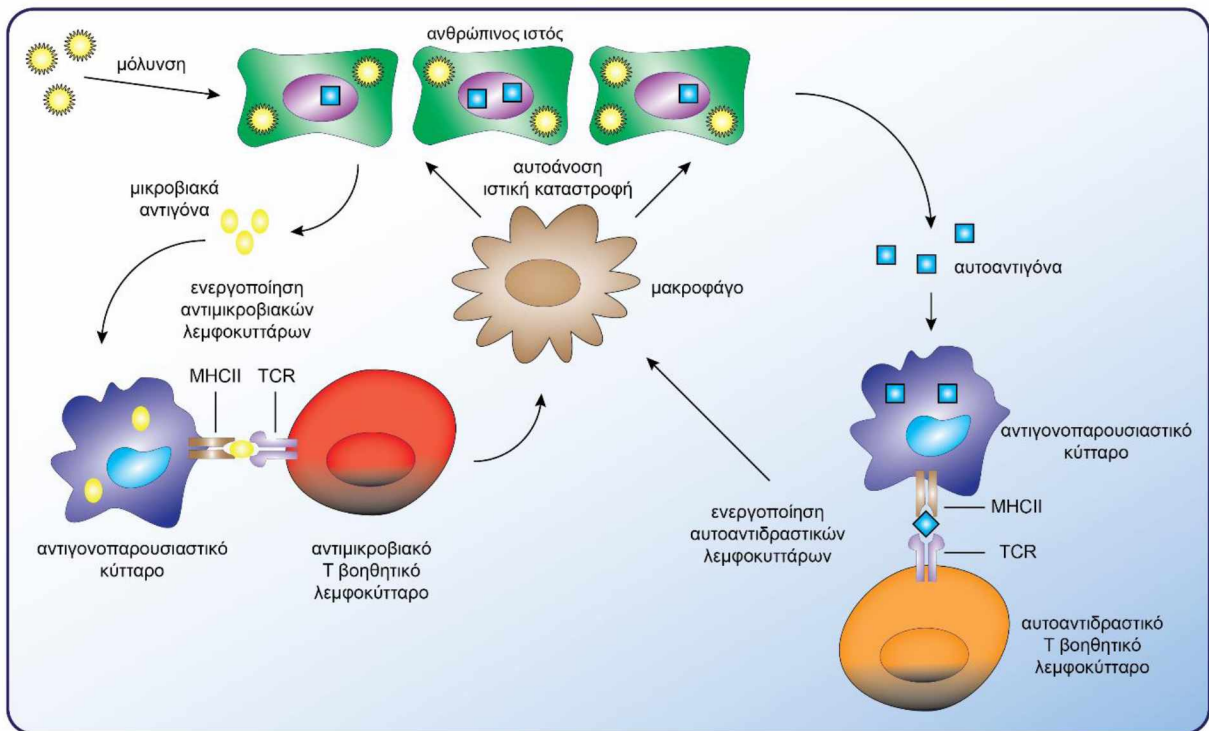 μόλυνση
ανθρώπινος ιστός
αυτοάνοση
ιστική καταστροφή
μικροβιακά
αντιγόνα
ενεργοποίηση
αντιμικροβιακών
λεμφοκυττάρων
MHCII
TCR
αντιγονοπαρουσιαστικό
κύτταρο
αντιμικροβιακό
Τ βοηθητικό
λεμφοκύτταρο
μακροφάγο
αυτοαντιγόνα
αντιγονοπαρουσιαστικό
κύτταρο
MHCII
TCR
ενεργοποίηση
αυτοαντιδραστικών
λεμφοκυττάρων
αυτοαντιδραστικό
Τ βοηθητικό
λεμφοκύτταρο